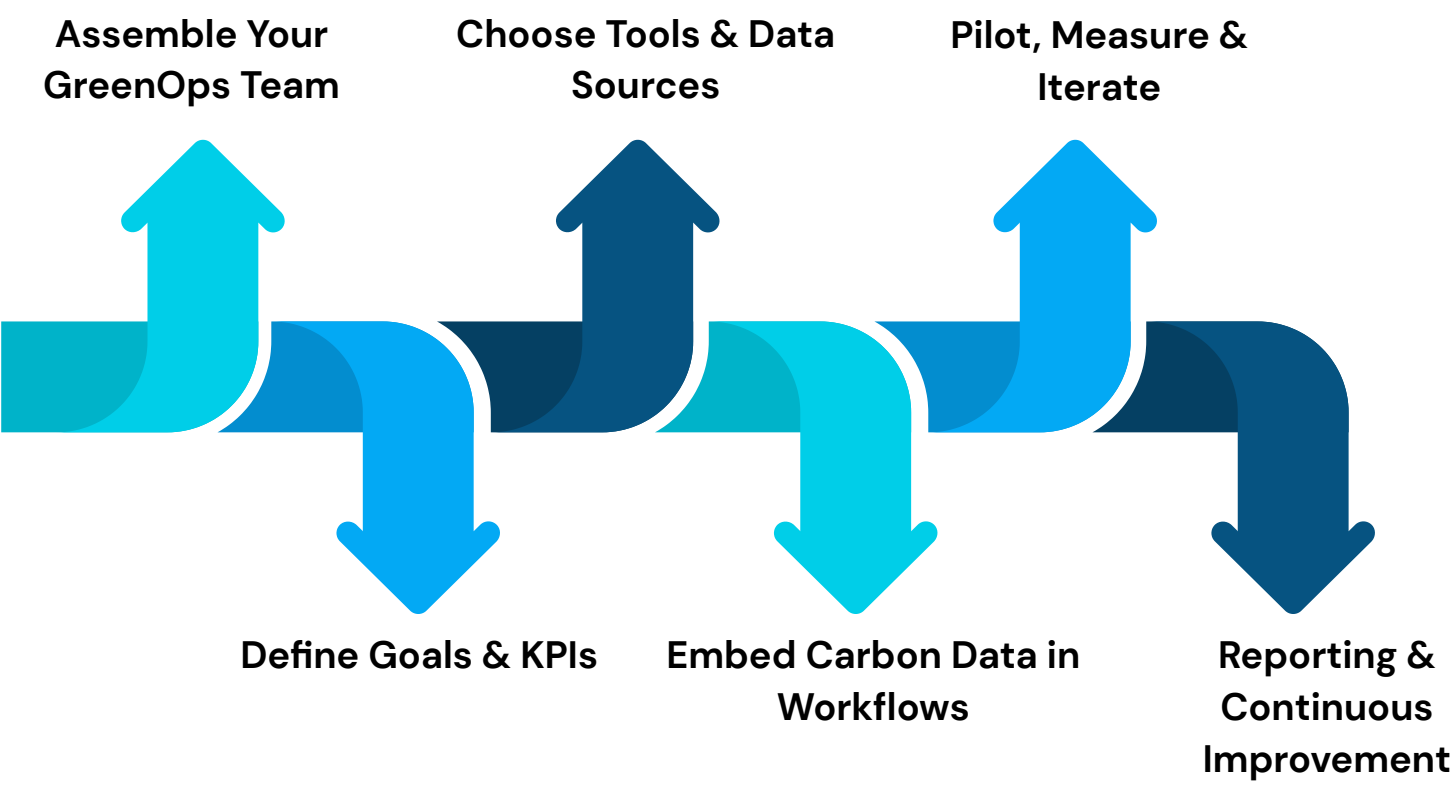 Assemble Your
GreenOps Team
Choose Tools & Data
Sources
Pilot, Measure &
Iterate
Define Goals & KPIs
Embed Carbon Data in
Workflows
Reporting &
Continuous
Improvement